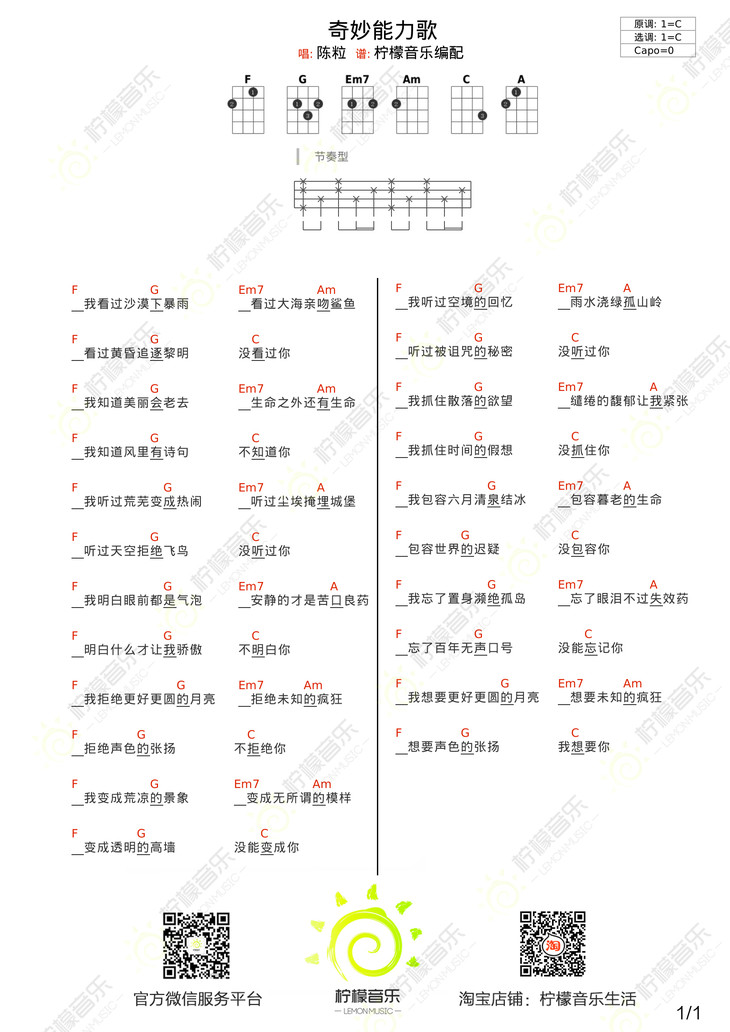 奇妙能力歌
唱: 陈粒 谱: 柠檬音乐编配
原调: 1=C
选调: 1=C
Capo=0
F G Em7 Am C A
节奏型
F G Em7 Am
__我看过沙漠下暴雨 __看过大海亲吻鲨鱼
F G C
__看过黄昏追逐黎明 没看过你
F G Em7 Am
__我知道美丽会老去 __生命之外还有生命
F G C
__我知道风里有诗句 不知道你
F G Em7 A
__我听过荒芜变成热闹 __听过尘埃掩埋城堡
F G C
__听过天空拒绝飞鸟 没听过你
F G Em7 A
__我明白眼前都是气泡 __安静的才是苦口良药
F G C
__明白什么才让我骄傲 不明白你
F G Em7 Am
__我拒绝更好更圆的月亮 __拒绝未知的疯狂
F G C
__拒绝声色的张扬 不拒绝你
F G Em7 Am
__我变成荒凉的景象 __变成无所谓的模样
F G C
__变成透明的高墙 没能变成你
F G Em7 A
__我听过空境的回忆 __雨水浇绿孤山岭
F G C
__听过被诅咒的秘密 没听过你
F G Em7 A
__我抓住散落的欲望 __缱绻的馥郁让我紧张
F G C
__我抓住时间的假想 没抓住你
F G Em7 A
__我包容六月清泉结冰 __包容暮老的生命
F G C
__包容世界的迟疑 没包容你
F G Em7 A
__我忘了置身濒绝孤岛 __忘了眼泪不过失效药
F G C
__忘了百年无声口号 没能忘记你
F G Em7 Am
__我想要更好更圆的月亮 __想要未知的疯狂
F G C
__想要声色的张扬 我想要你
官方微信服务平台
柠檬音乐
—LEMON MUSIC—
淘
淘宝店铺：柠檬音乐生活
1/1